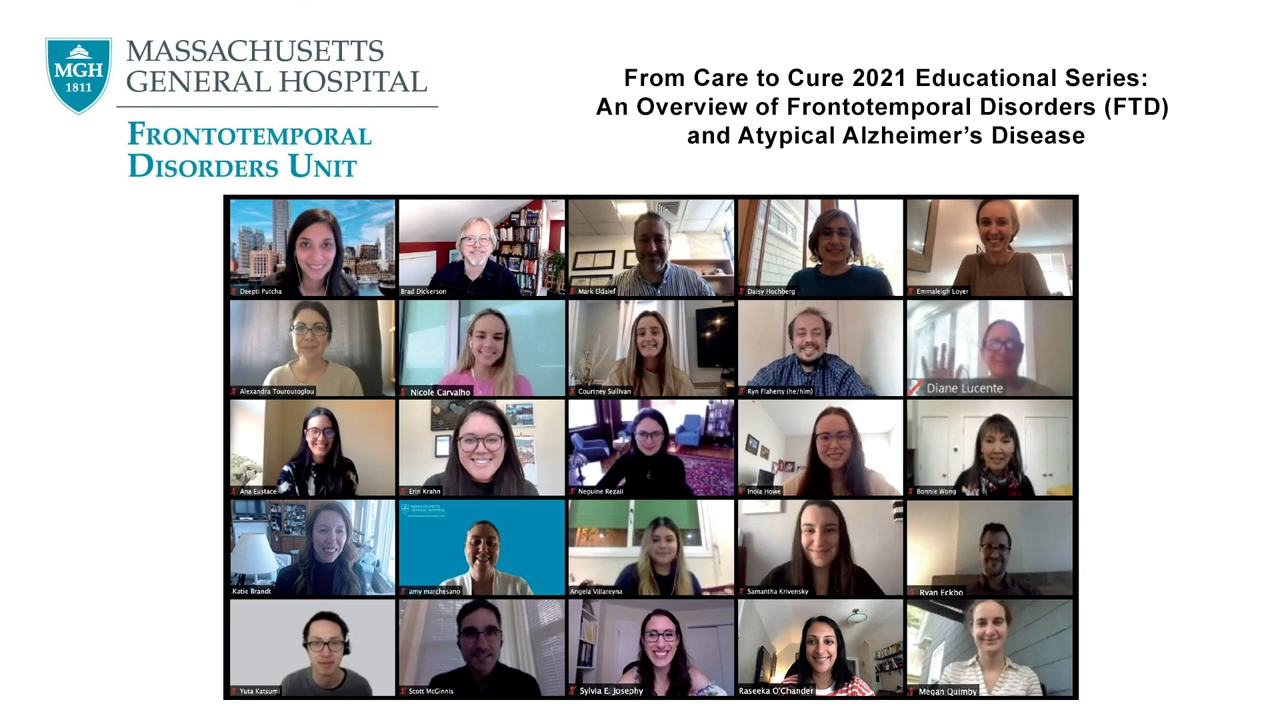 MASSACHUSETTS
GENERAL HOSPITAL
MGH
1811
FRONTOTEMPORAL
DISORDERS UNIT
From Care to Cure 2021 Educational Series:
An Overview of Frontotemporal Disorders (FTD)
and Atypical Alzheimer's Disease
Deepti Putcha
Brad Dickerson
Mark Eldaief
Daisy Hochberg
Emmaleigh Loyer
Alexandra Touroutoglou
Nicole Carvalho
Courtney Sullivan
Ryn Flaherty (he/him)
Diane Lucente
Ana Eustace
Erin Krahn
Neguine Rezaii
Inola Howe
Bonnie Wong
Katie Brandt
MASSACHUSETTS
GENERAL HOSPITAL
amy marchesano
Angela Villareyna
Samantha Krivensky
Ryan Eckbo
Yuta Katsumi
Scott McGinnis
Sylvia E. Josephy
Raseeka O'Chander
Megan Quimby